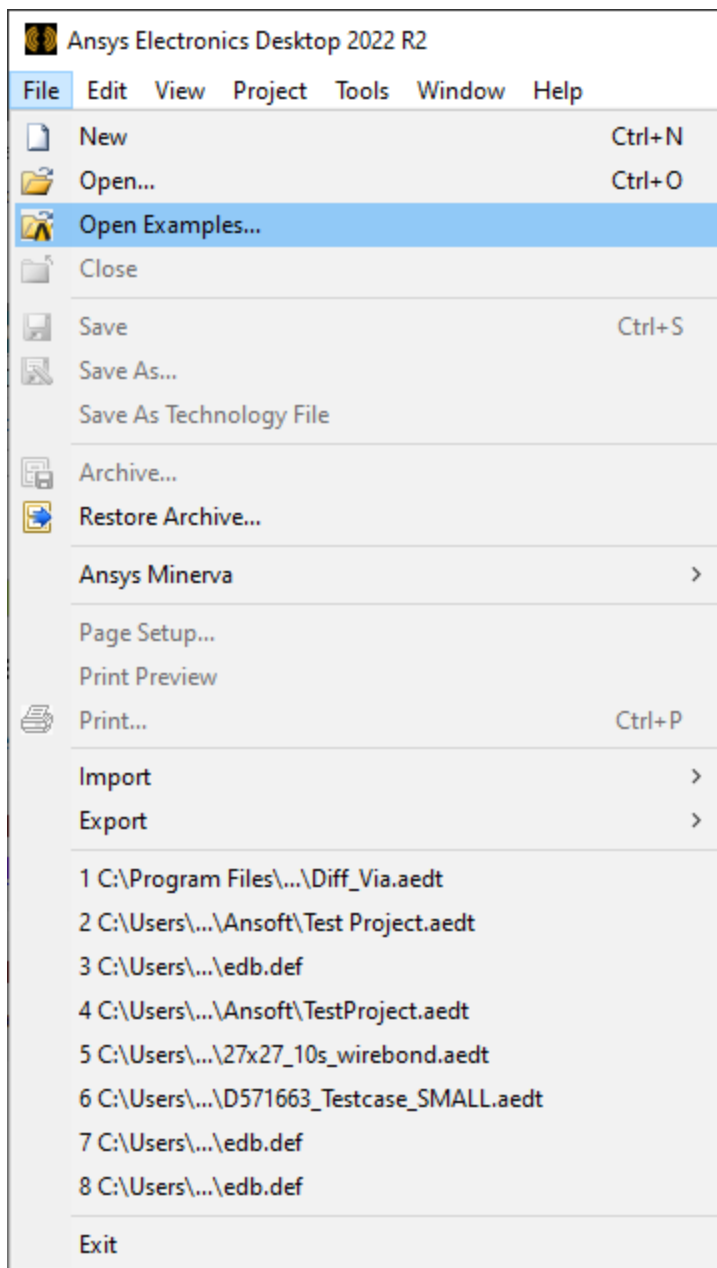 Ansys Electronics Desktop 2022 R2
File Edit View Project Tools Window Help
New Ctrl+N
Open... Ctrl+O
Open Examples...
Close
Save Ctrl+S
Save As...
Save As Technology File
Archive...
Restore Archive...
Ansys Minerva
Page Setup...
Print Preview
Print... Ctrl+P
Import
Export
1 C:\Program Files\...\Diff_Via.aedt
2 C:\Users\...\Ansoft\Test Project.aedt
3 C:\Users\...\edb.def
4 C:\Users\...\Ansoft\TestProject.aedt
5 C:\Users\...\27x27_10s_wirebond.aedt
6 C:\Users\...\D571663_Testcase_SMALL.aedt
7 C:\Users\...\edb.def
8 C:\Users\...\edb.def
Exit